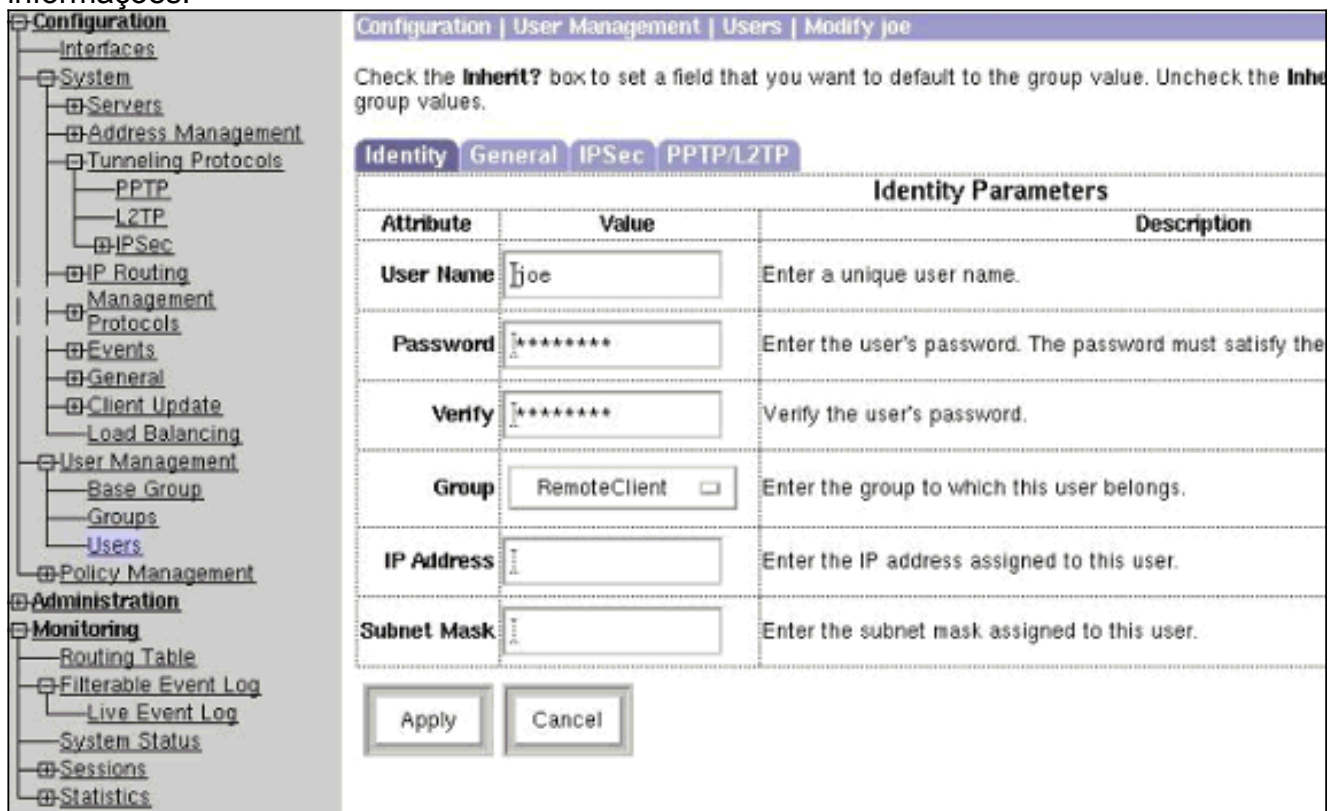 informações.
Configuration
Interfaces
System
Servers
Address Management
Tunneling Protocols
PPTP
L2TP
IPSec
IP Routing
Management
Protocols
Events
General
Client Update
Load Balancing
User Management
Base Group
Groups
Users
Policy Management
Administration
Monitoring
Routing Table
Filterable Event Log
Live Event Log
System Status
Sessions
Statistics
Configuration | User Management | Users | Modify joe
Check the Inherit? box to set a field that you want to default to the group value. Uncheck the Inhe
group values.
Identity General IPSec PPTP/L2TP
Identity Parameters
Attribute Value Description
User Name joe Enter a unique user name.
Password ******** Enter the user's password. The password must satisfy the
Verify ******** Verify the user's password.
Group RemoteClient Enter the group to which this user belongs.
IP Address Enter the IP address assigned to this user.
Subnet Mask Enter the subnet mask assigned to this user.
Apply Cancel